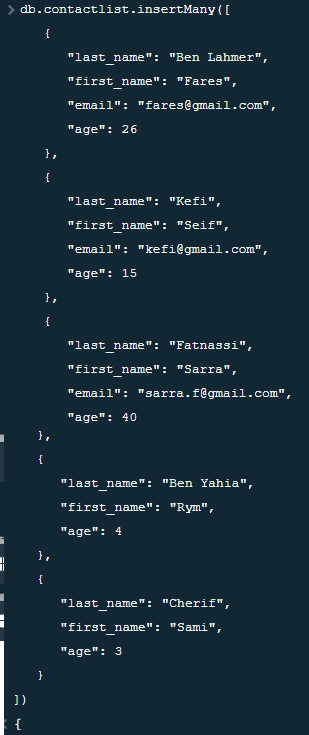 > db.contactlist.insertMany([
{
"last_name": "Ben Lahmer",
"first_name": "Fares",
"email": "fares@gmail.com",
"age": 26
},
{
"last_name": "Kefi",
"first_name": "Seif",
"email": "kefi@gmail.com",
"age": 15
},
{
"last_name": "Fatnassi",
"first_name": "Sarra",
"email": "sarra.f@gmail.com",
"age": 40
},
{
"last_name": "Ben Yahia",
"first_name": "Rym",
"age": 4
},
{
"last_name": "Cherif",
"first_name": "Sami",
"age": 3
}
])
< {